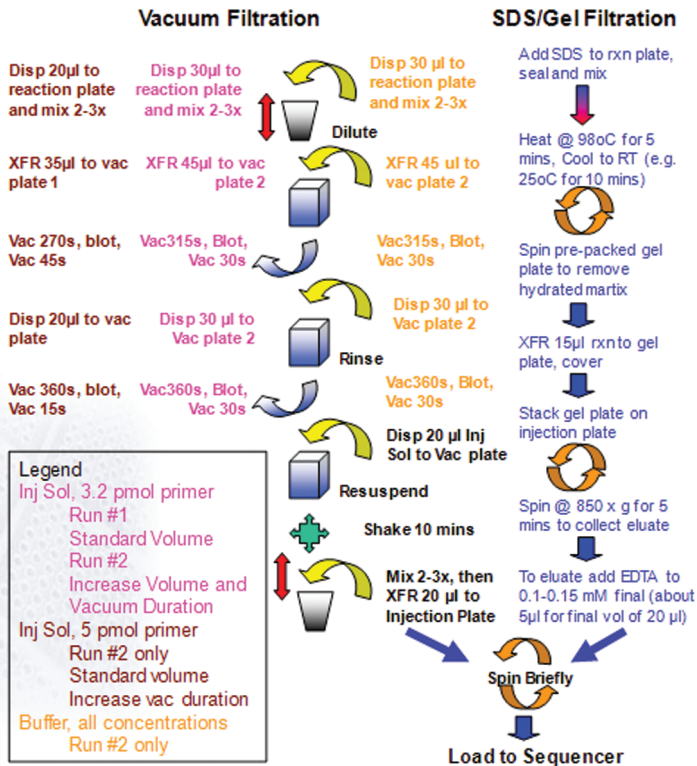 Vacuum Filtration
SDS/Gel Filtration
Disp 20µl to
reaction plate
and mix 2-3x
Disp 30µl to
reaction plate
and mix 2-3x
Disp 30 µl to
reaction plate
and mix 2-3x
Dilute
XFR 35µl to vac
plate 1
XFR 45µl to vac
plate 2
XFR 45 ul to
vac plate 2
Vac 270s, blot,
Vac 45s
Vac315s, Blot,
Vac 30s
Vac315s, Blot,
Vac 30s
Disp 20µl to vac
plate
Disp 30 µl to
Vac plate 2
Disp 30 µl to
Vac plate 2
Rinse
Vac 360s, blot,
Vac 15s
Vac360s, Blot,
Vac 30s
Vac360s, Blot,
Vac 30s
Disp 20 µl Inj
Sol to Vac plate
Resuspend
Shake 10 mins
Mix 2-3x, then
XFR 20 µl to
Injection Plate
Legend
Inj Sol, 3.2 pmol primer
Run #1
Standard Volume
Run #2
Increase Volume and
Vacuum Duration
Inj Sol, 5 pmol primer
Run #2 only
Standard volume
Increase vac duration
Buffer, all concentrations
Run #2 only
Add SDS to rxn plate,
seal and mix
Heat @ 98oC for 5
mins, Cool to RT (e.g.
25oC for 10 mins)
Spin pre-packed gel
plate to remove
hydrated martix
XFR 15µl rxn to gel
plate, cover
Stack gel plate on
injection plate
Spin @ 850 x g for 5
mins to collect eluate
To eluate add EDTA to
0.1-0.15 mM final (about
5µl for final vol of 20 µl)
Spin Briefly
Load to Sequencer